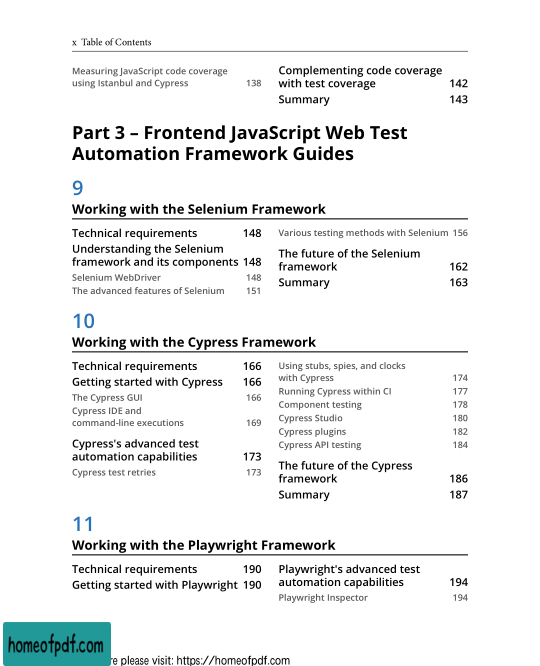 x Table of Contents
Measuring JavaScript code coverage
using Istanbul and Cypress 138
Complementing code coverage
with test coverage 142
Summary 143
Part 3 – Frontend JavaScript Web Test
Automation Framework Guides
9
Working with the Selenium Framework
Technical requirements 148
Understanding the Selenium
framework and its components 148
Selenium WebDriver 148
The advanced features of Selenium 151
Various testing methods with Selenium 156
The future of the Selenium
framework 162
Summary 163
10
Working with the Cypress Framework
Technical requirements 166
Getting started with Cypress 166
The Cypress GUI 166
Cypress IDE and
command-line executions 169
Cypress's advanced test
automation capabilities 173
Cypress test retries 173
Using stubs, spies, and clocks
with Cypress 174
Running Cypress within CI 177
Component testing 178
Cypress Studio 180
Cypress plugins 182
Cypress API testing 184
The future of the Cypress
framework 186
Summary 187
11
Working with the Playwright Framework
Technical requirements 190
Getting started with Playwright 190
Playwright's advanced test
automation capabilities 194
Playwright Inspector 194
homeofpdf.com
re please visit: https://homeofpdf.com